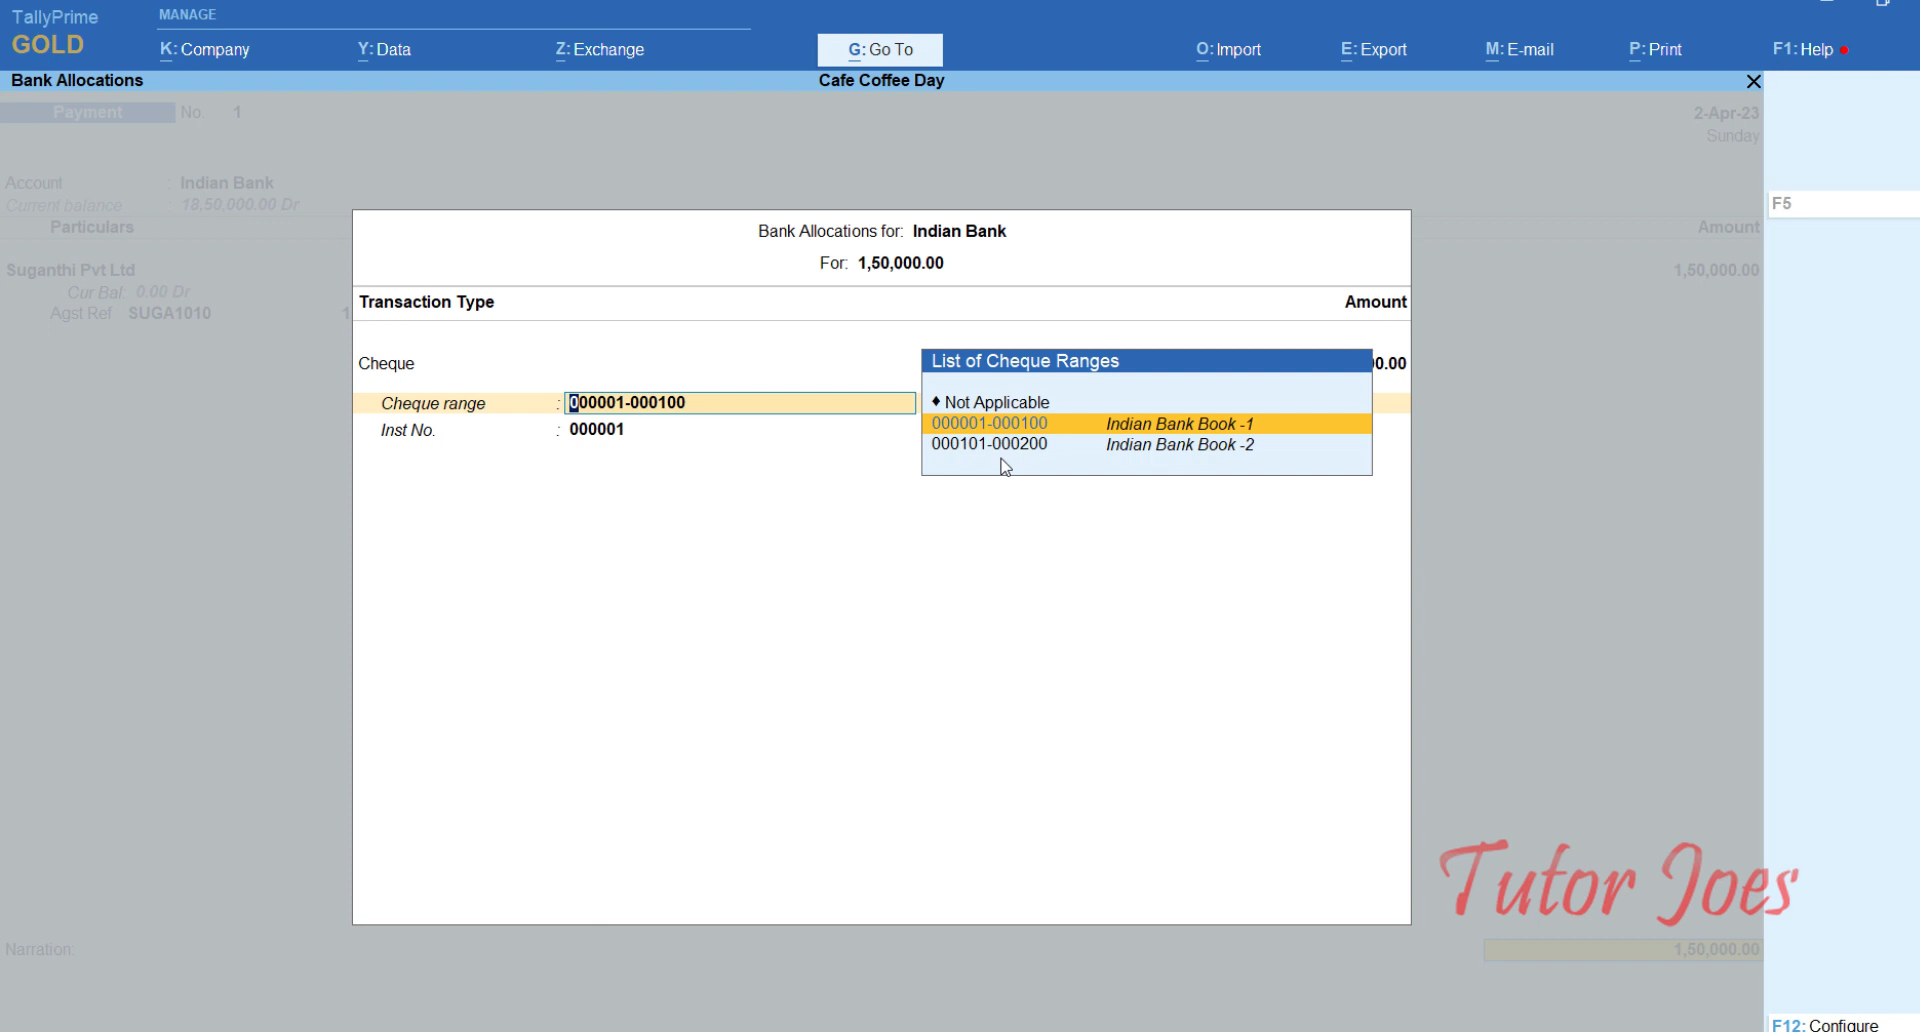 TallyPrime
MANAGE
GOLD
K: Company
Y: Data
Z: Exchange
G: Go To
O: Import
E: Export
M: E-mail
P: Print
F1: Help
Bank Allocations
Cafe Coffee Day
Payment No. 1
2-Apr-23
Sunday
Account : Indian Bank
Current balance : 18,50,000.00 Dr
F5
Particulars
Amount
Bank Allocations for: Indian Bank
For: 1,50,000.00
Suganthi Pvt Ltd
1,50,000.00
Cur Bal: 0.00 Dr
Agst Ref SUGA1010 1
Transaction Type
Amount
Cheque
00.00
List of Cheque Ranges
♦ Not Applicable
Cheque range : 000001-000100
000001-000100 Indian Bank Book -1
Inst No. : 000001
000101-000200 Indian Bank Book -2
Tutor Joes
Narration:
1,50,000.00
F12: Configure